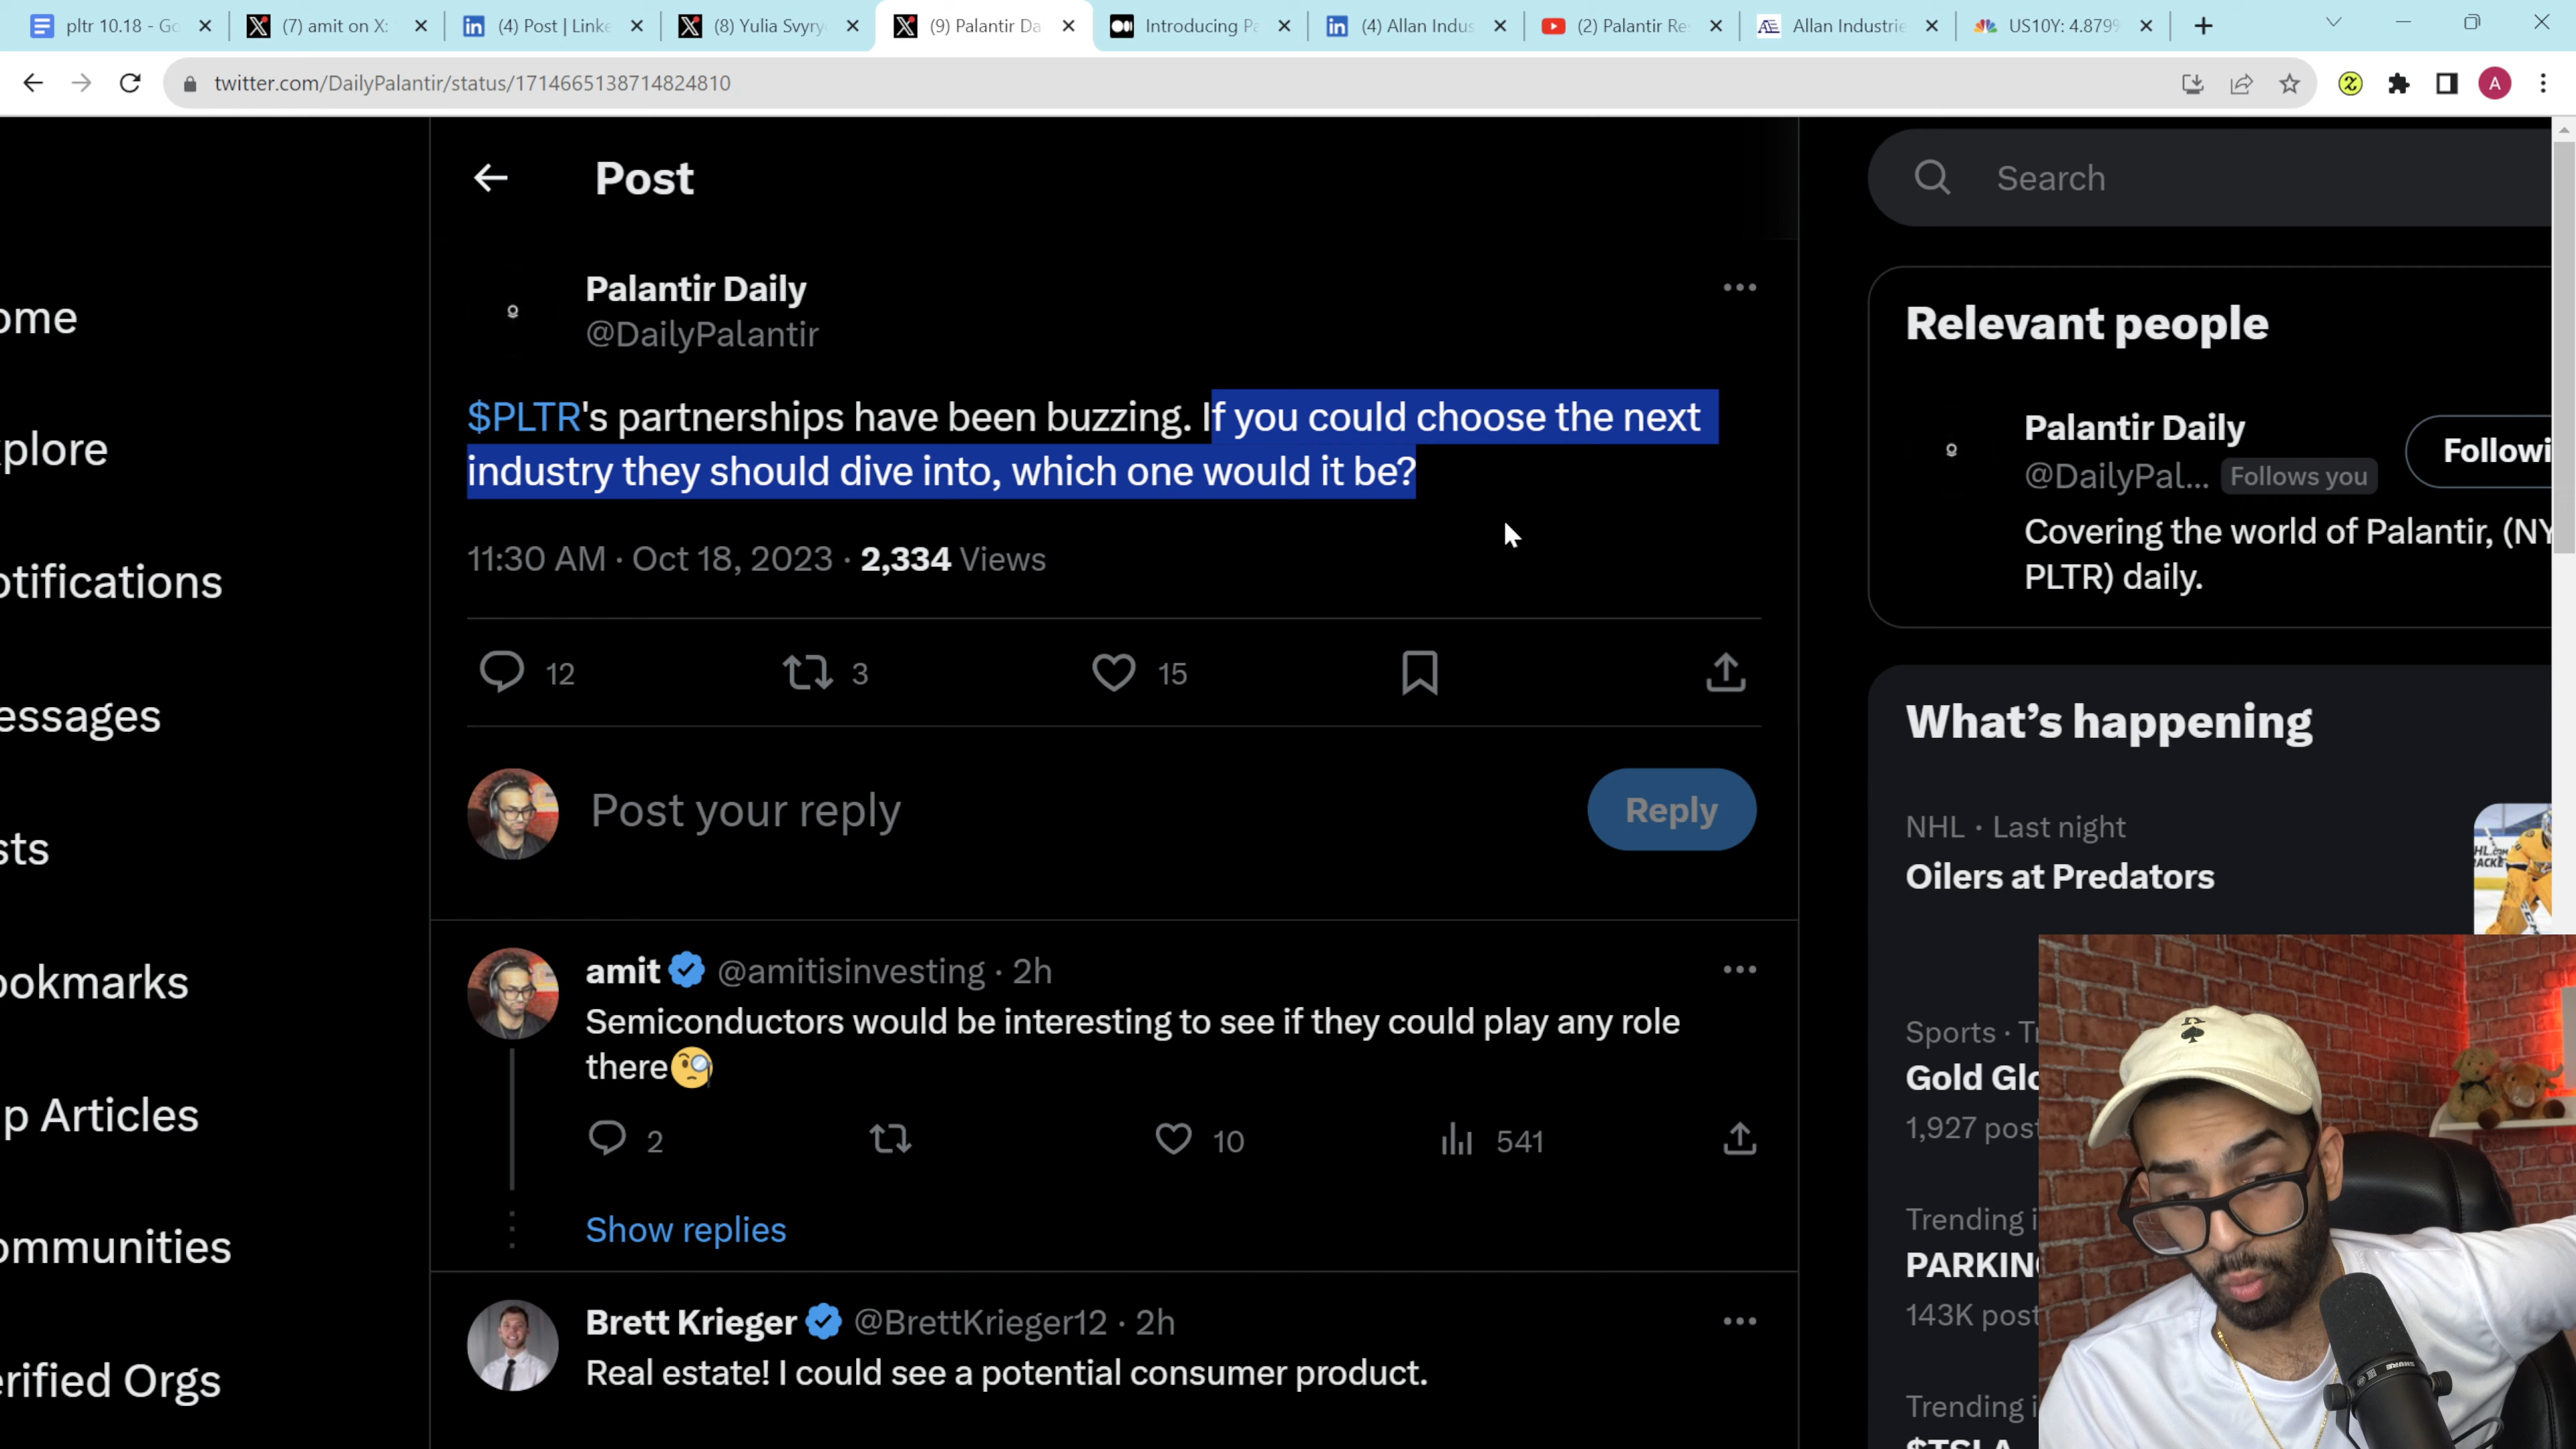 pltr 10.18 - Go
(7) amit on X:
(4) Post | Linke
(8) Yulia Svyry
(9) Palantir Da
Introducing Pa
(4) Allan Indus
(2) Palantir Re
Allan Industrie
US10Y: 4.879%
twitter.com/DailyPalantir/status/1714665138714824810
A
ome
xplore
otifications
essages
sts
ookmarks
p Articles
ommunities
erified Orgs
Post
Palantir Daily
@DailyPalantir
$PLTR's partnerships have been buzzing. If you could choose the next
industry they should dive into, which one would it be?
11:30 AM · Oct 18, 2023 · 2,334 Views
12 3 15
Post your reply
Reply
amit @amitisinvesting · 2h
Semiconductors would be interesting to see if they could play any role
there🧐
2 10 541
Show replies
Brett Krieger @BrettKrieger12 · 2h
Real estate! I could see a potential consumer product.
Search
Relevant people
Palantir Daily
@DailyPal... Follows you
Followi
Covering the world of Palantir, (NY
PLTR) daily.
What's happening
NHL · Last night
Oilers at Predators
Sports · Tr
Gold Glo
1,927 post
Trending i
PARKING
143K post
Trending i
$TSLA